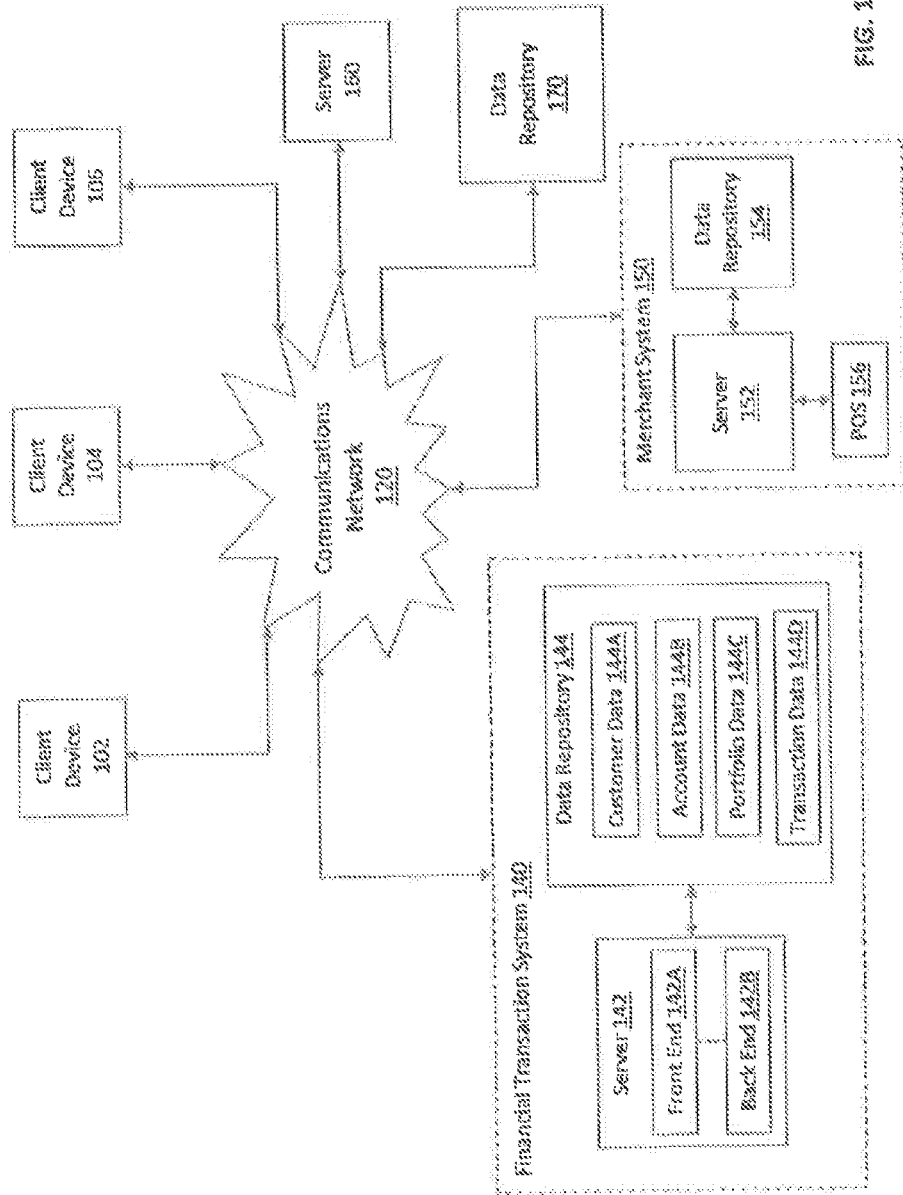 Client
Device
102
Client
Device
104
Client
Device
106
Communications
Network
120
Server
160
Data
Repository
170
Financial Transaction System 140
Server 142
Front End 142A
Back End 142B
Data Repository 144
Customer Data 144A
Account Data 144B
Portfolio Data 144C
Transaction Data 144D
Merchant System 150
Server
152
Data
Repository
154
POS 156
FIG. 1